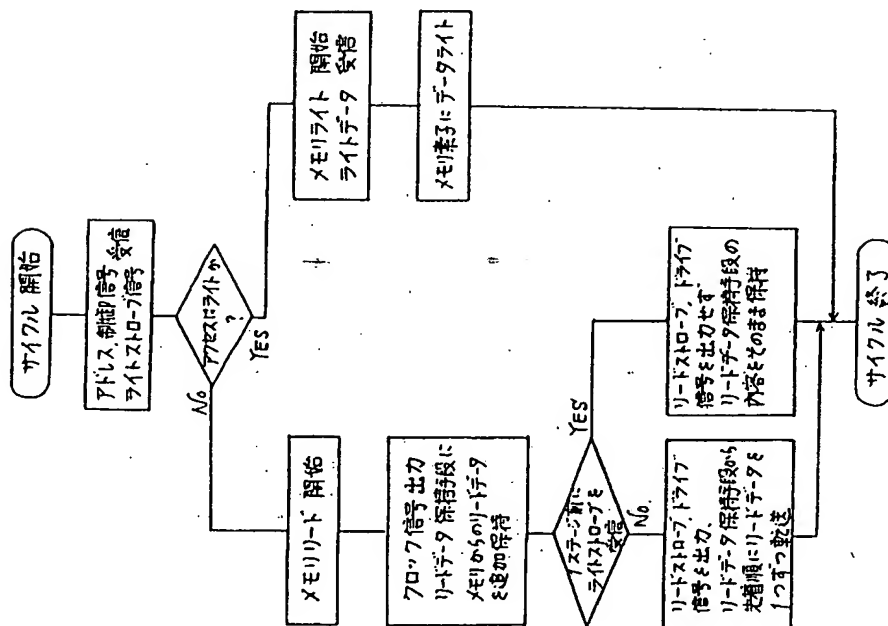 サイクル 開始
アドレス,制御信号 受信
ライトストローブ信号
アクセスはライトか
?
No
YES
メモリリード 開始
クロック信号出力
リードデータ保持手段に
メモリからのリードデータ
を追加保持
1ステージ前に
ライトストローブを
受信
YES
No.
リードストローブ,ドライブ
信号を出力,
リードデータ保持手段から
先着順にリードデータを
1つずつ転送
リードストローブ,ドライブ
信号を出力せず,
リードデータ保持手段の
内容をそのまま保持
メモリライト 開始
ライトデータ 受信
メモリ素子にデータライト
サイクル 終了